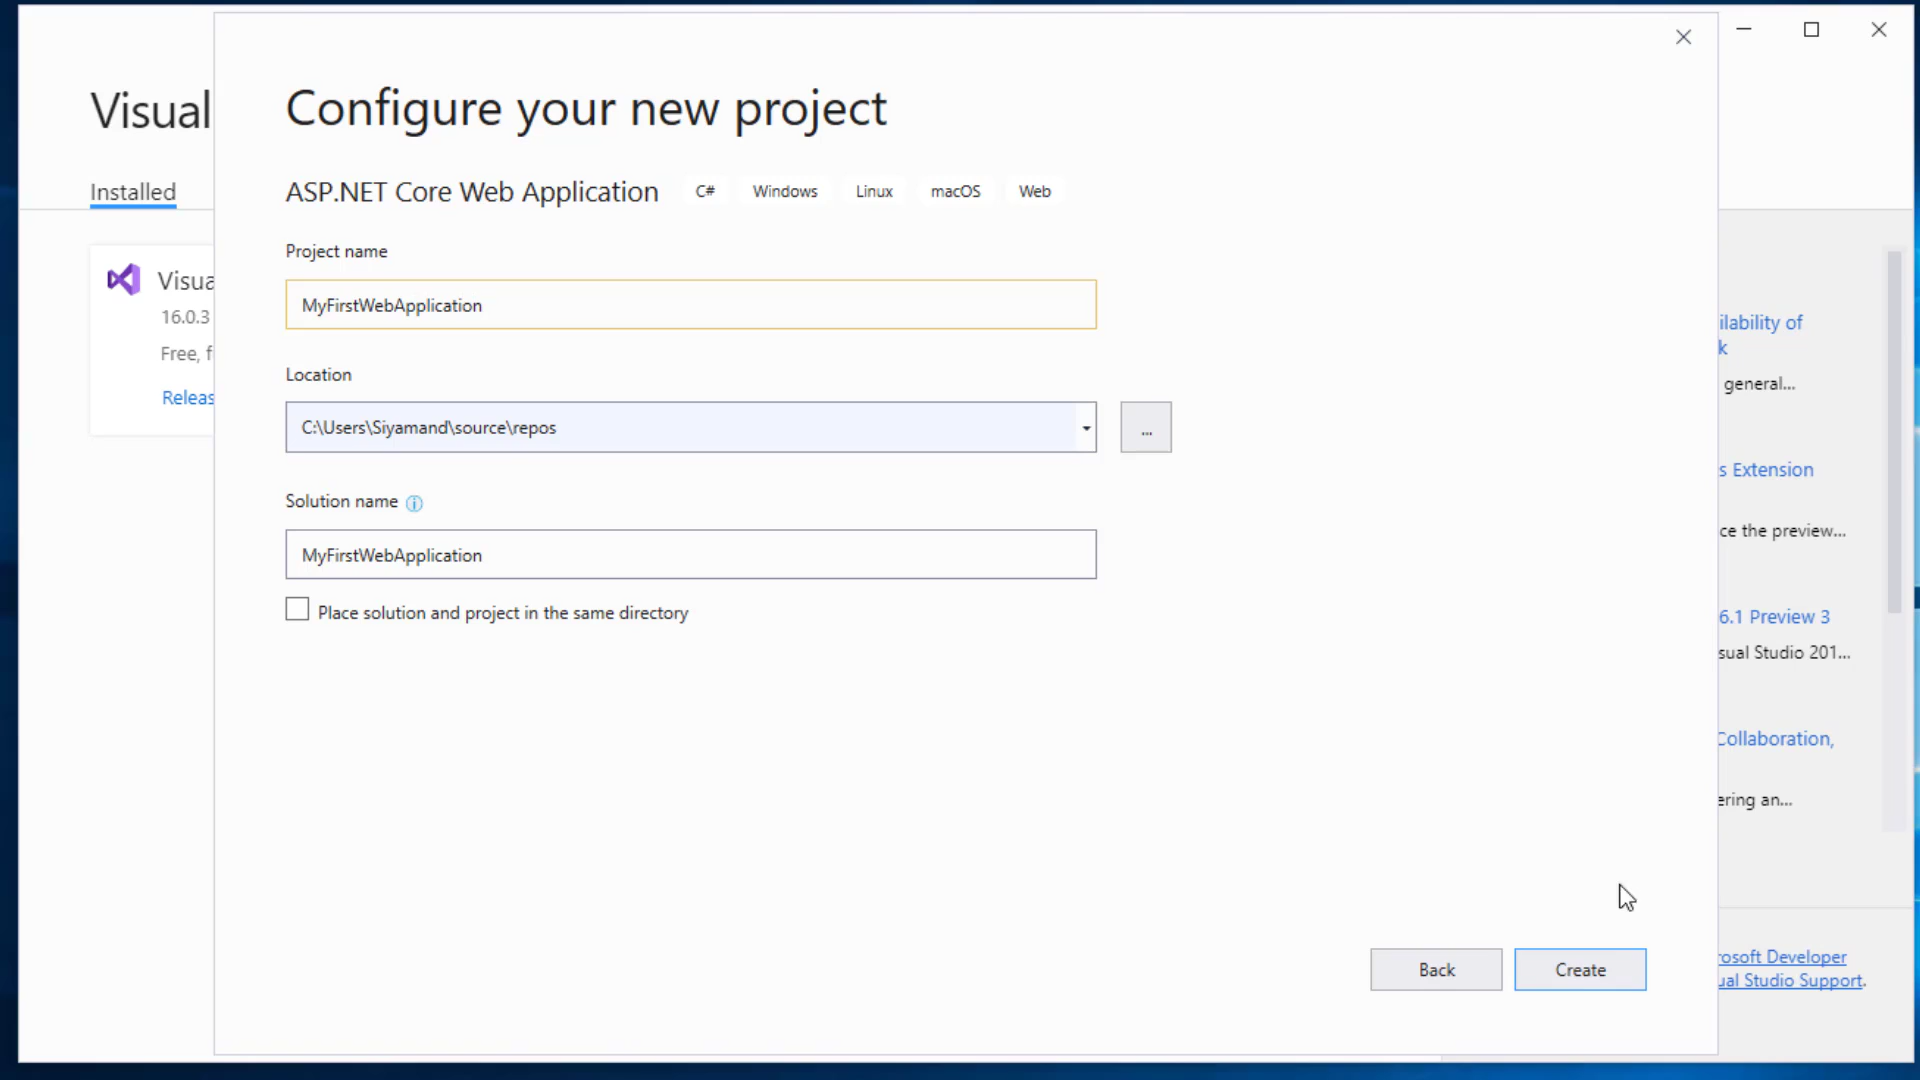 Visual
Configure your new project
Installed
ASP.NET Core Web Application C# Windows Linux macOS Web
Project name
MyFirstWebApplication
Location
C:\Users\Siyamand\source\repos
...
Solution name
MyFirstWebApplication
Place solution and project in the same directory
Back
Create
Visua
16.0.3
Free, f
Releas
ilability of
k
general...
s Extension
ce the preview...
6.1 Preview 3
sual Studio 201...
Collaboration,
ering an...
rosoft Developer
ual Studio Support.